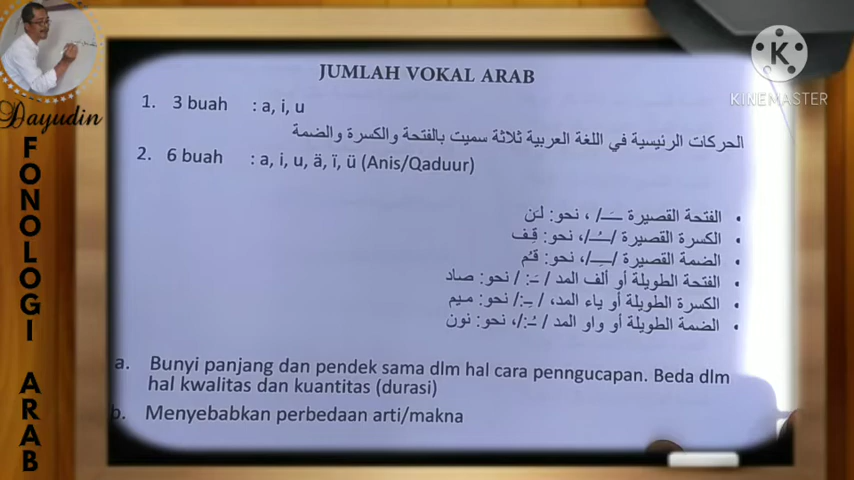 Dayudin
FONOLOGI ARAB
KINEMASTER
JUMLAH VOKAL ARAB
1. 3 buah : a, i, u
الحركات الرئيسية في اللغة العربية ثلاثة سميت بالفتحة والكسرة والضمة
2. 6 buah : a, i, u, ä, ï, ü (Anis/Qaduur)
• الفتحة القصيرة ـَـ/ ، نحو: لَن
• الكسرة القصيرة /ـُـ/، نحو: قِف
• الضمة القصيرة /ـِـ/، نحو: قُم
• الفتحة الطويلة أو ألف المد / ـَ: / نحو: صاد
• الكسرة الطويلة أو ياء المد، / ـِ:/ نحو: ميم
• الضمة الطويلة أو واو المد / ـُ:/، نحو: نون
a. Bunyi panjang dan pendek sama dlm hal cara penngucapan. Beda dlm
hal kwalitas dan kuantitas (durasi)
b. Menyebabkan perbedaan arti/makna